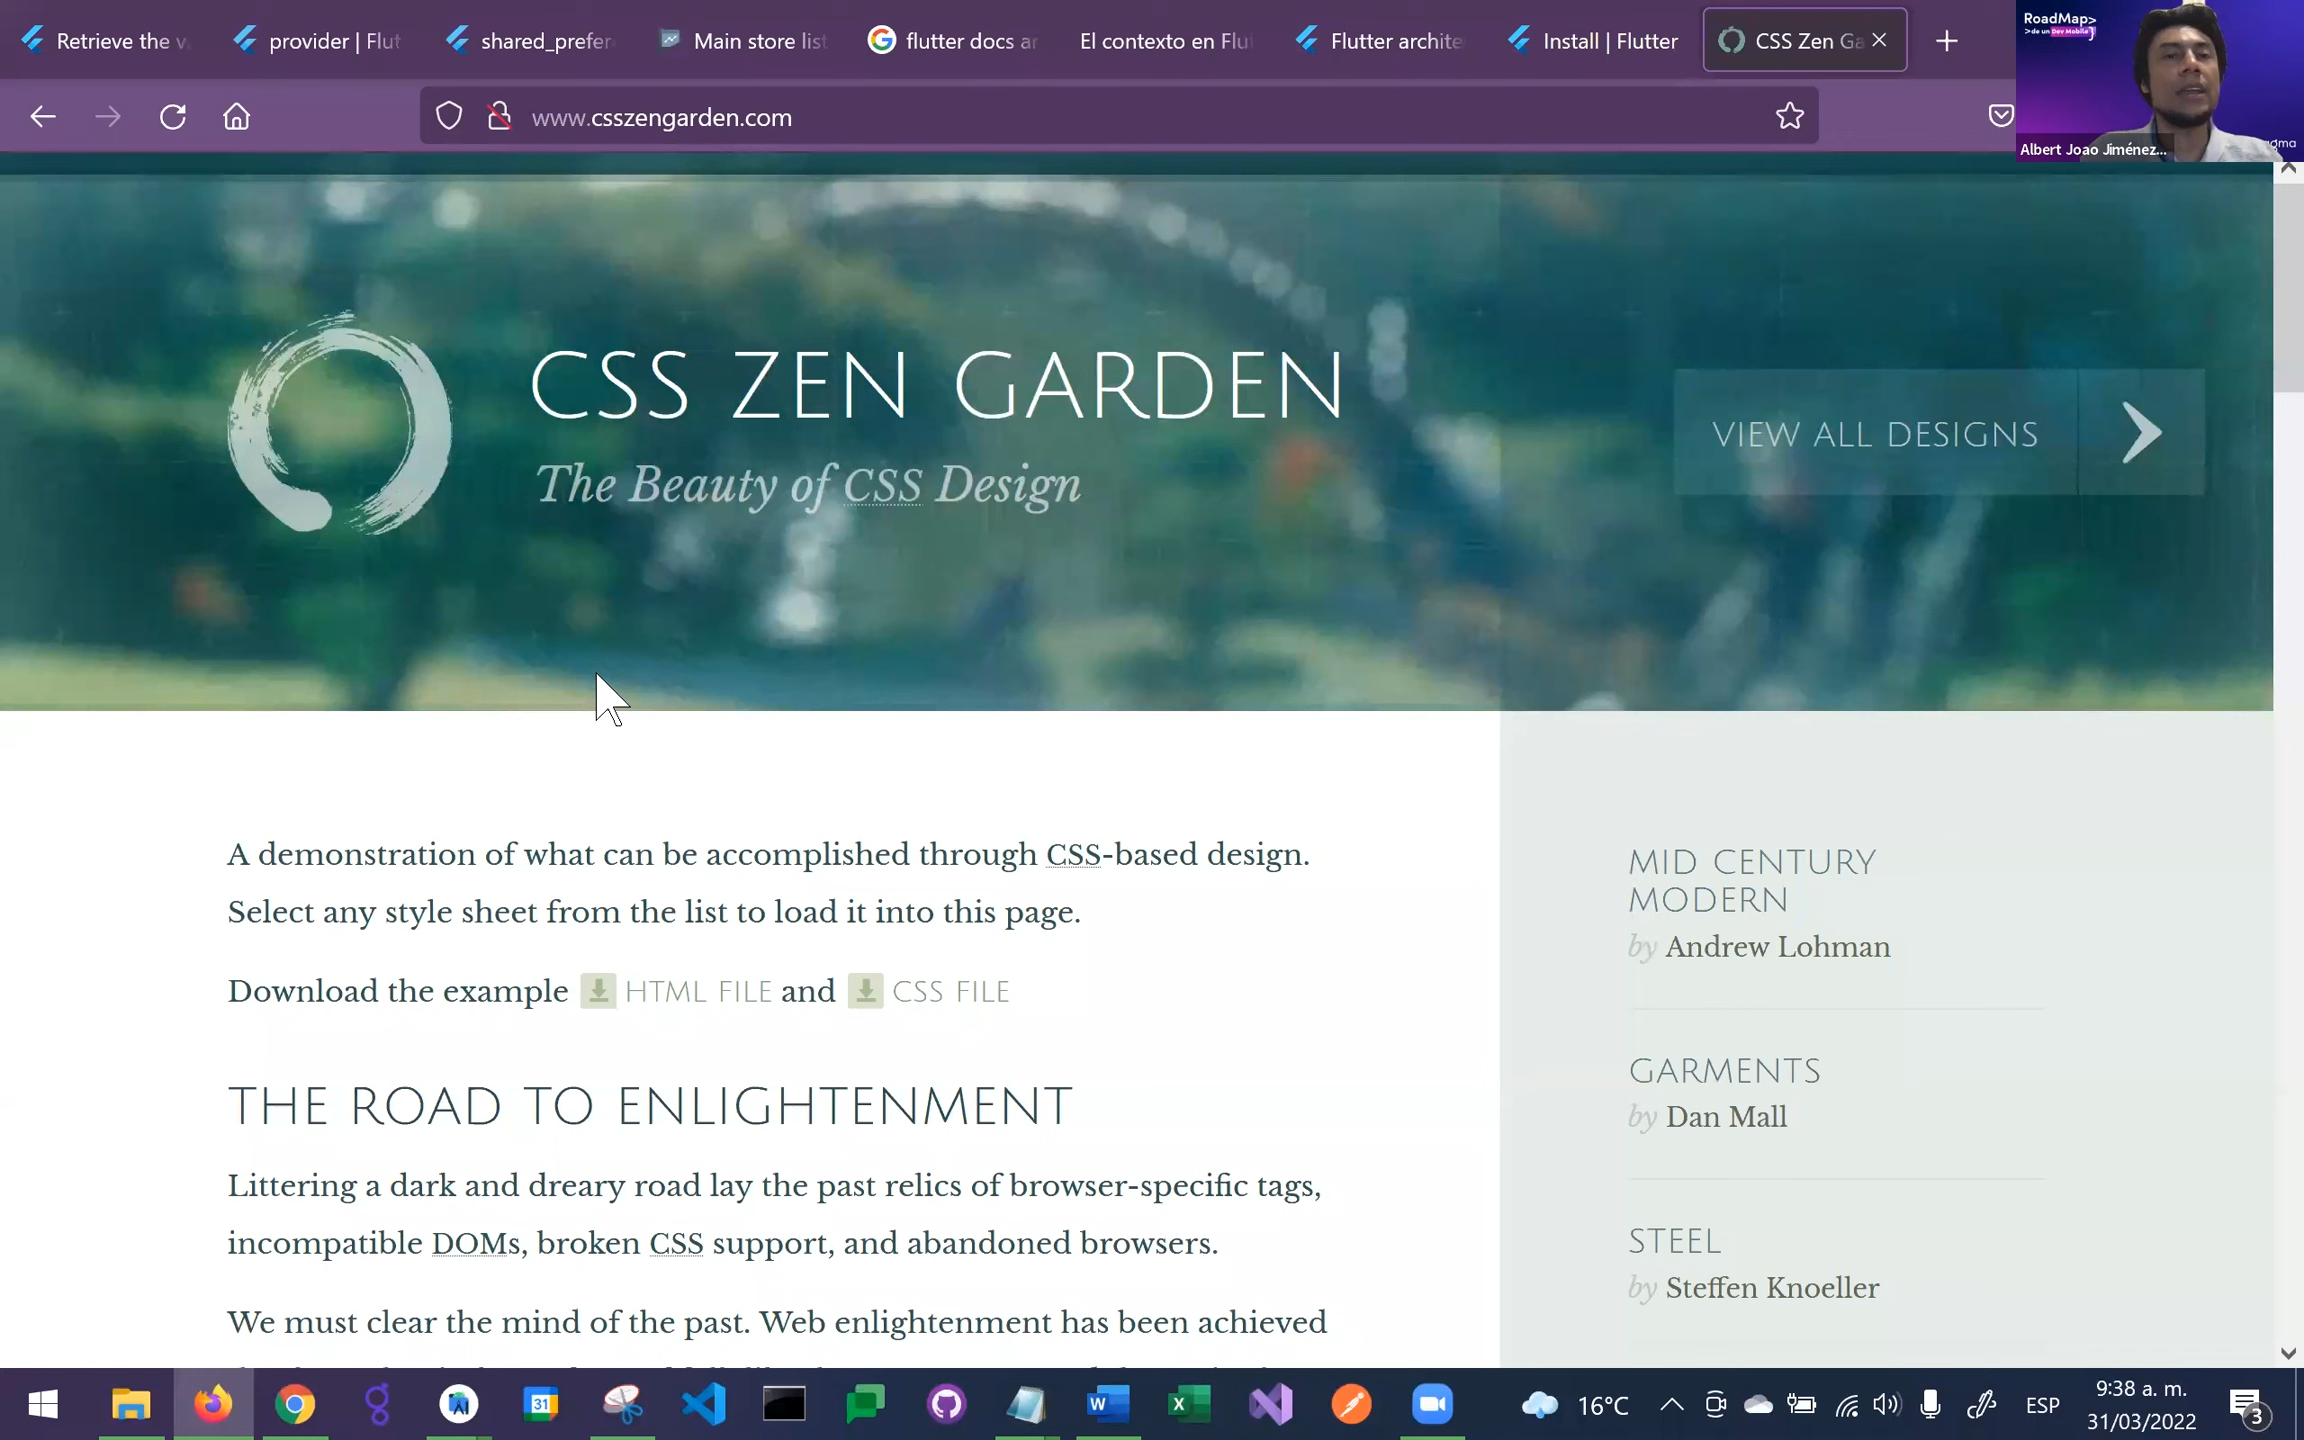 Retrieve the v
provider | Flut
shared_prefer
Main store list
flutter docs ar
El contexto en Flu
Flutter archite
Install | Flutter
CSS Zen Ga
RoadMap>
>de un Dev Mobile}
Albert Joao Jiménez...
www.csszengarden.com
CSS ZEN GARDEN
The Beauty of CSS Design
VIEW ALL DESIGNS
A demonstration of what can be accomplished through CSS-based design.
Select any style sheet from the list to load it into this page.
Download the example HTML FILE and CSS FILE
THE ROAD TO ENLIGHTENMENT
Littering a dark and dreary road lay the past relics of browser-specific tags,
incompatible DOMs, broken CSS support, and abandoned browsers.
We must clear the mind of the past. Web enlightenment has been achieved
MID CENTURY
MODERN
by Andrew Lohman
GARMENTS
by Dan Mall
STEEL
by Steffen Knoeller
31
16°C
ESP
9:38 a. m.
31/03/2022
3